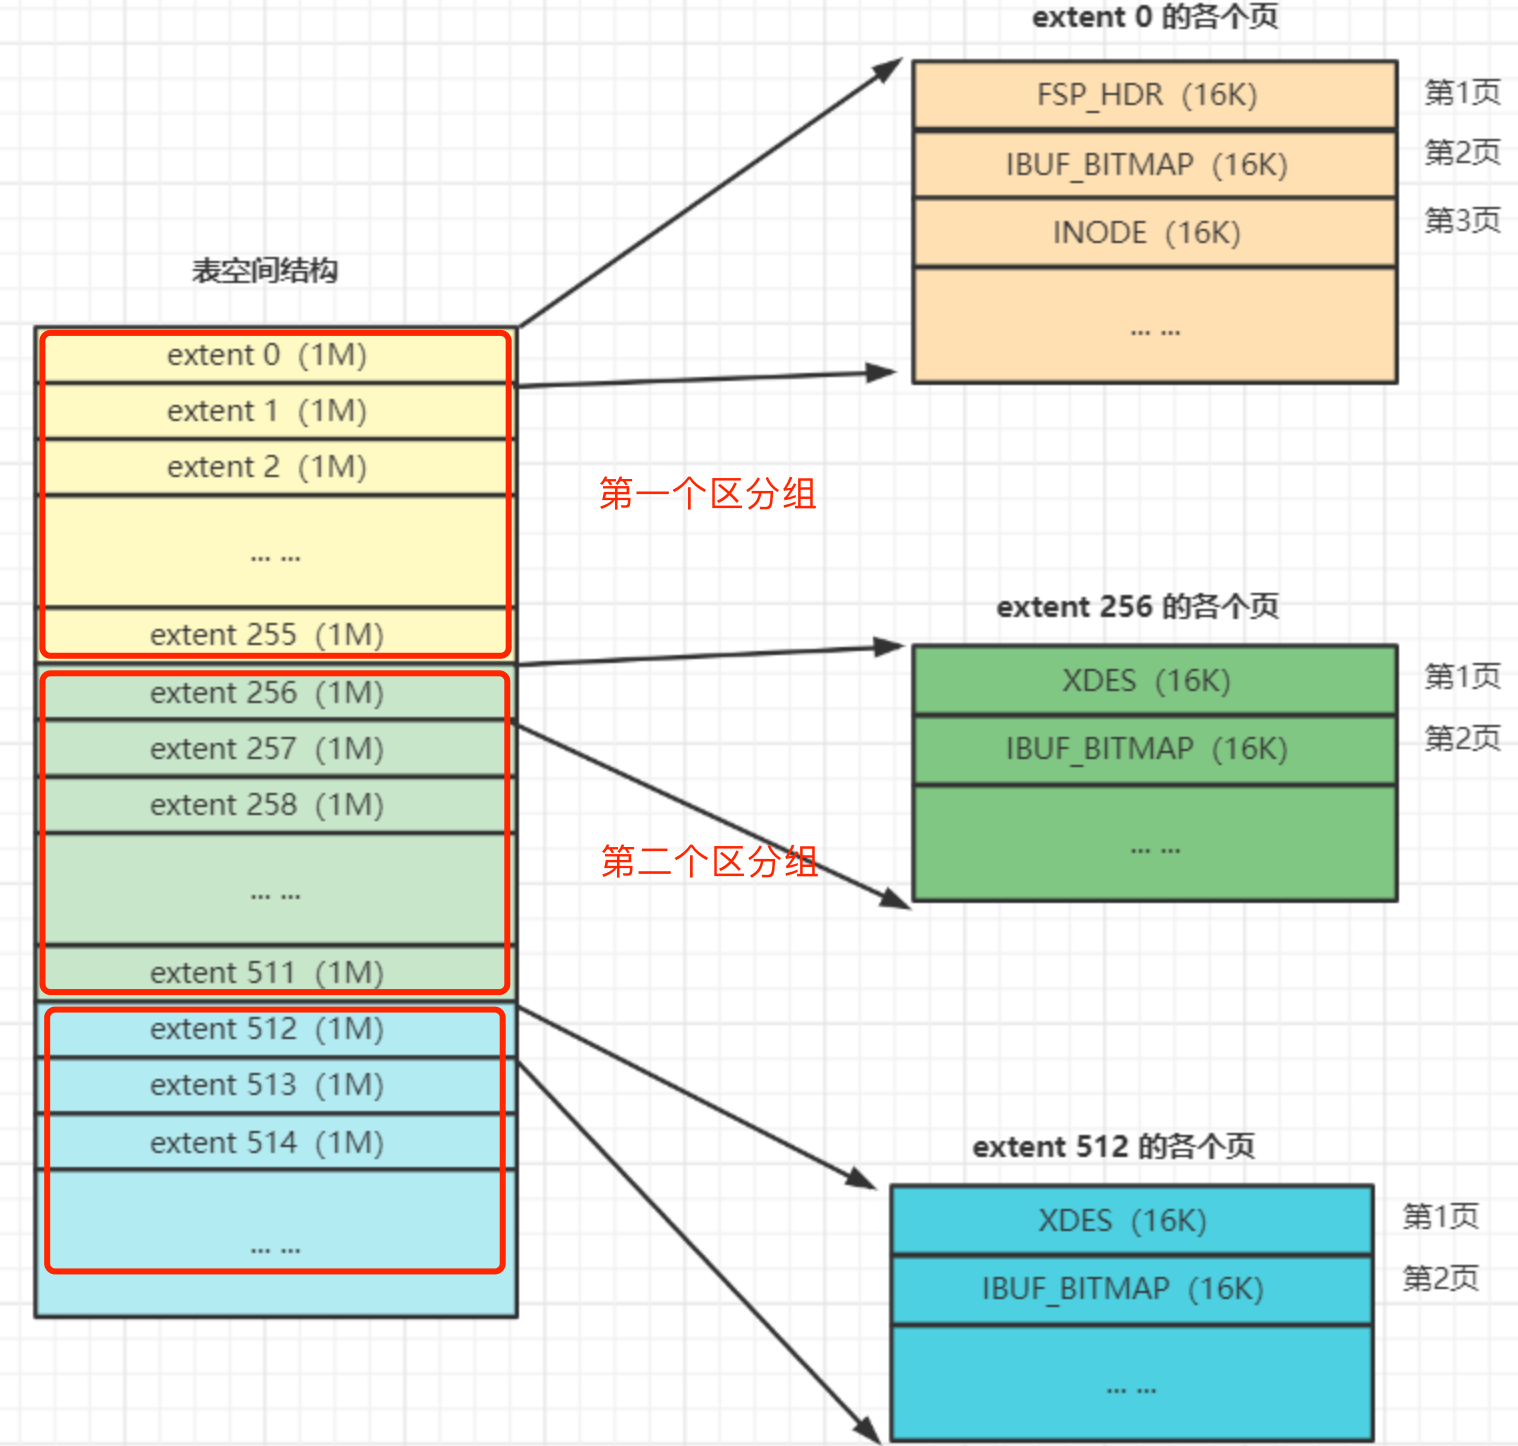 表空间结构
extent 0 (1M)
extent 1 (1M)
extent 2 (1M)
... ...
extent 255 (1M)
extent 256 (1M)
extent 257 (1M)
extent 258 (1M)
... ...
extent 511 (1M)
extent 512 (1M)
extent 513 (1M)
extent 514 (1M)
... ...
第一个区分组
第二个区分组
extent 0 的各个页
FSP_HDR (16K) 第1页
IBUF_BITMAP (16K) 第2页
INODE (16K) 第3页
... ...
extent 256 的各个页
XDES (16K) 第1页
IBUF_BITMAP (16K) 第2页
... ...
extent 512 的各个页
XDES (16K) 第1页
IBUF_BITMAP (16K) 第2页
... ...